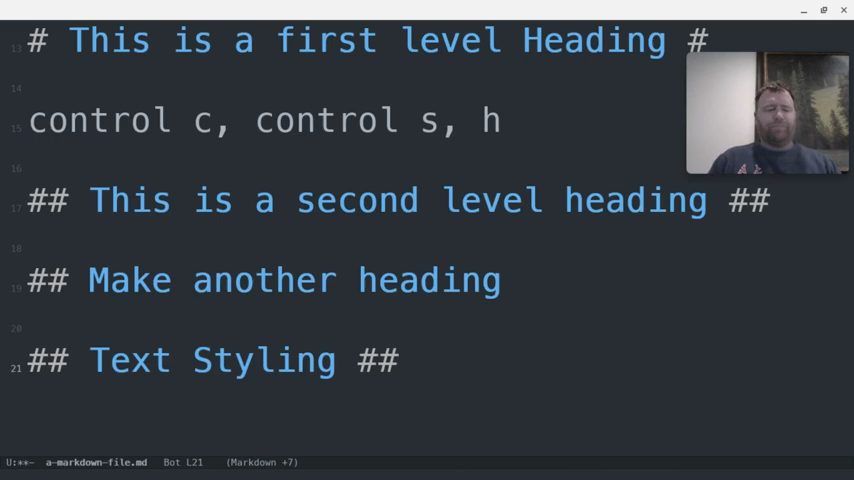 13 # This is a first level Heading #
14
15 control c, control s, h
16
17 ## This is a second level heading ##
18
19 ## Make another heading
20
21 ## Text Styling ##
U:**- a-markdown-file.md Bot L21 (Markdown +7)